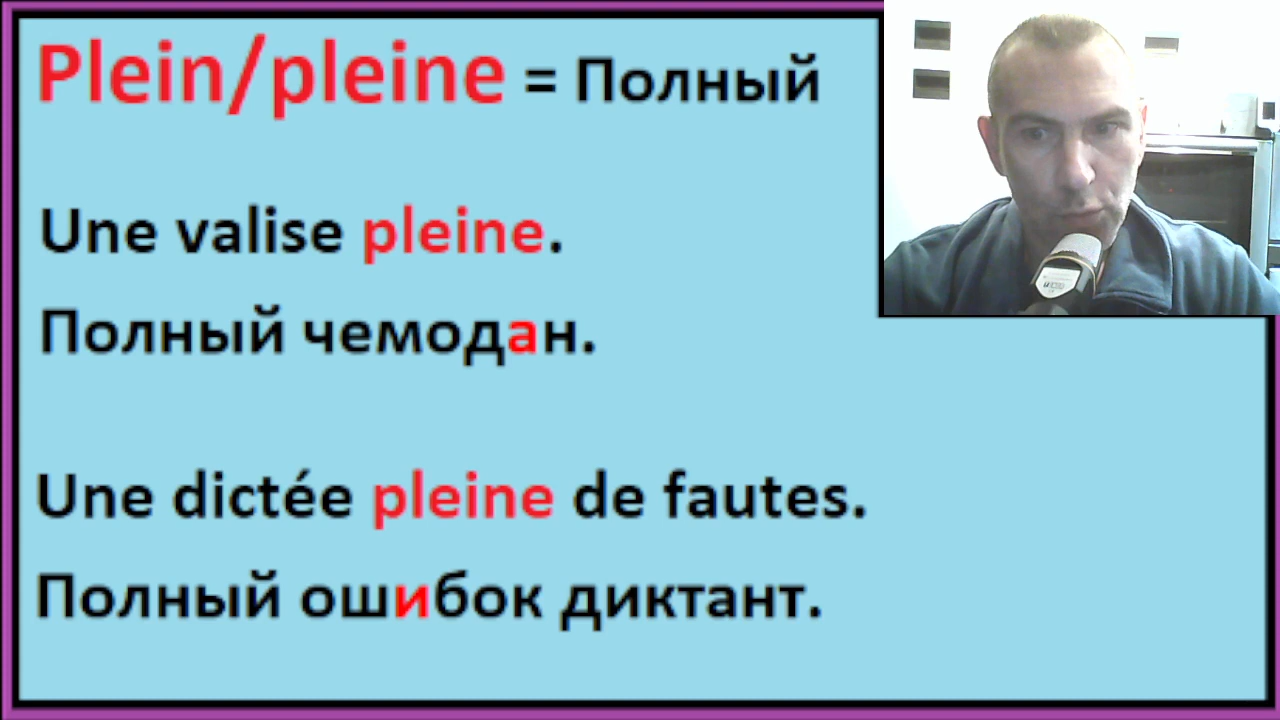 Plein/pleine = Полный
Une valise pleine.
Полный чемодан.
Une dictée pleine de fautes.
Полный ошибок диктант.